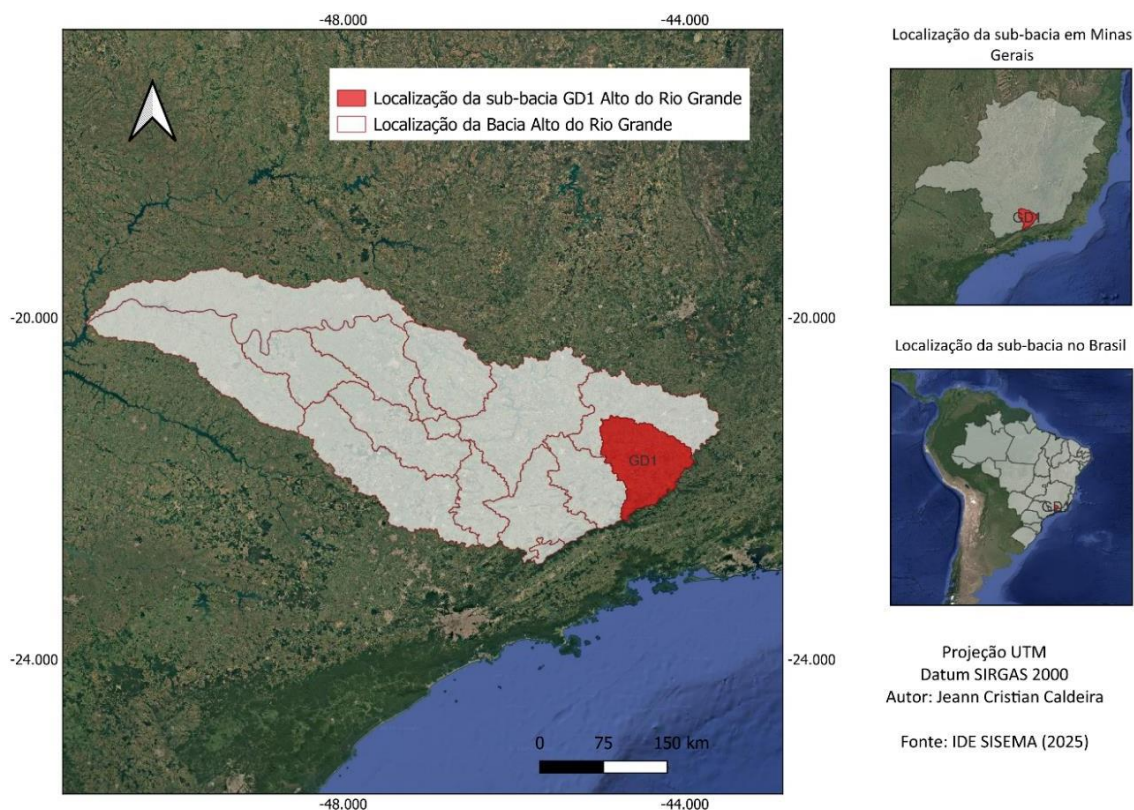 -48.000
-44.000
Localização da sub-bacia GD1 Alto do Rio Grande
Localização da Bacia Alto do Rio Grande
-20.000
-20.000
GD1
-24.000
-24.000
0 75 150 km
-48.000
-44.000
Localização da sub-bacia em Minas
Gerais
GD1
Localização da sub-bacia no Brasil
GD1
Projeção UTM
Datum SIRGAS 2000
Autor: Jeann Cristian Caldeira
Fonte: IDE SISEMA (2025)